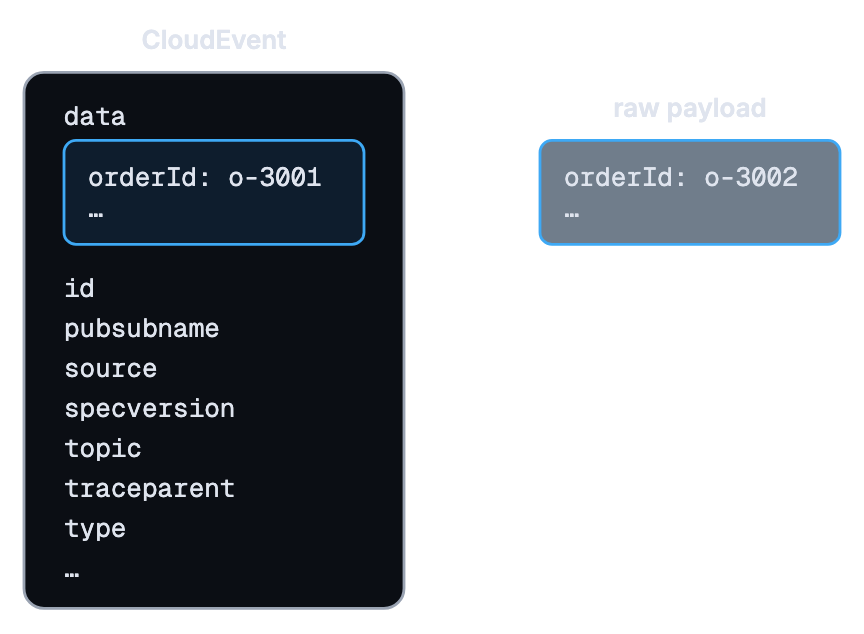 CloudEvent
data
orderId: o-3001
…
id
pubsubname
source
specversion
topic
traceparent
type
…
raw payload
orderId: o-3002
…